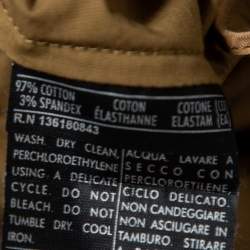 97% COTTON COTON COTONE
3% SPANDEX ÉLASTHANNE ELASTAM
R.N 136180843
WASH. DRY CLEAN,
PERCHLOROETHYLENE
USING A DELICATE
CYCLE. DO NOT
BLEACH. DO NOT
TUMBLE DRY. COOL
IRON.
ACQUA. LAVARE A
SECCO CON
PERCLOROETILENE.
CICLO DELICATO.
NON CANDEGGIARE.
NON ASCIUGARE IN
TAMBURO. STIRARE